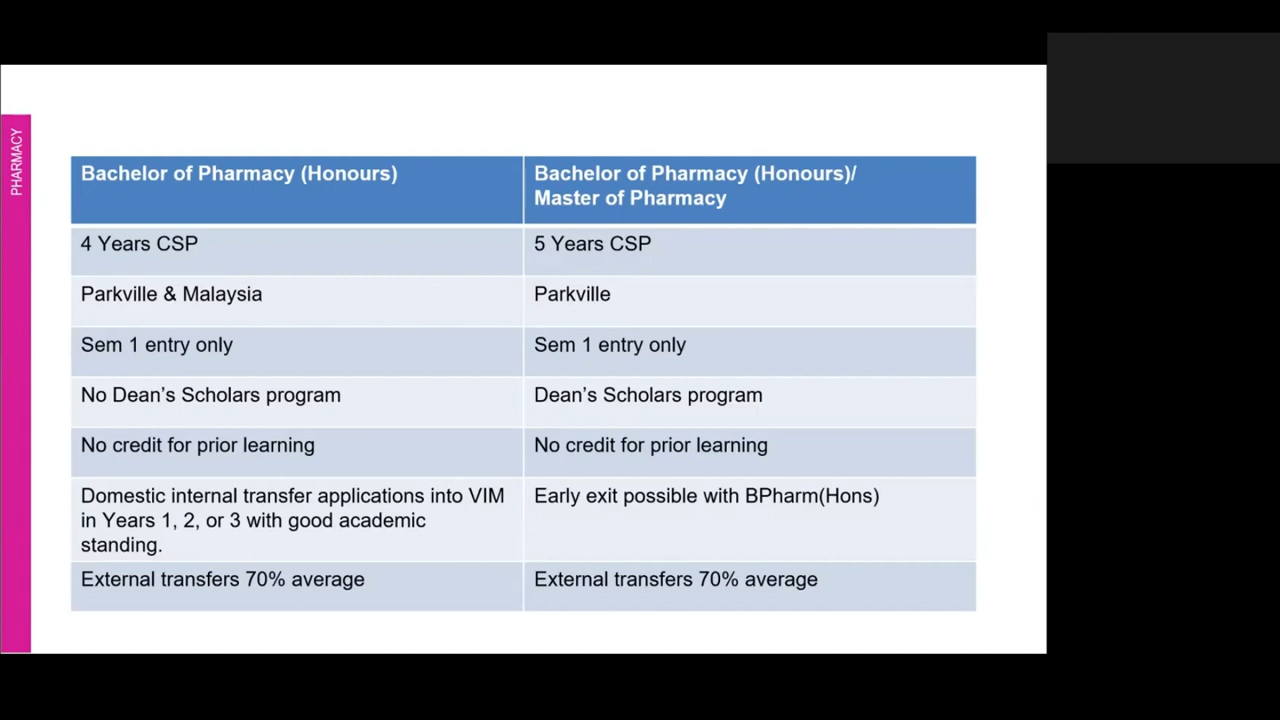 PHARMACY
Bachelor of Pharmacy (Honours)
Bachelor of Pharmacy (Honours)/
Master of Pharmacy
4 Years CSP
5 Years CSP
Parkville & Malaysia
Parkville
Sem 1 entry only
Sem 1 entry only
No Dean’s Scholars program
Dean’s Scholars program
No credit for prior learning
No credit for prior learning
Domestic internal transfer applications into VIM
in Years 1, 2, or 3 with good academic
standing.
Early exit possible with BPharm(Hons)
External transfers 70% average
External transfers 70% average